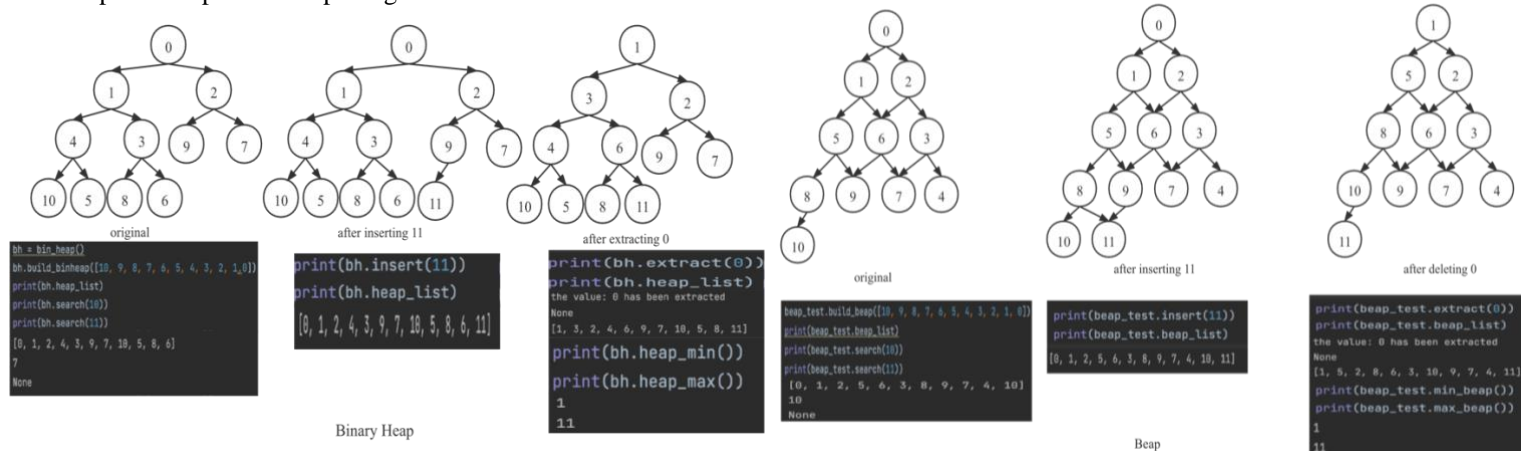 0
1 2
4 3 9 7
10 5 8 6
original
bh = bin_heap()
bh.build_binheap([10, 9, 8, 7, 6, 5, 4, 3, 2, 1,0])
print(bh.heap_list)
print(bh.search(10))
print(bh.search(11))
[0, 1, 2, 4, 3, 9, 7, 10, 5, 8, 6]
7
None
0
1 2
4 3 9 7
10 5 8 6 11
after inserting 11
print(bh.insert(11))
print(bh.heap_list)
[0, 1, 2, 4, 3, 9, 7, 10, 5, 8, 6, 11]
1
3 2
4 6 9 7
10 5 8 11
after extracting 0
print(bh.extract(0))
print(bh.heap_list)
the value: 0 has been extracted
None
[1, 3, 2, 4, 6, 9, 7, 10, 5, 8, 11]
print(bh.heap_min())
print(bh.heap_max())
1
11
Binary Heap
0
1 2
5 6 3
8 9 7 4
10
original
beap_test.build_beap([10, 9, 8, 7, 6, 5, 4, 3, 2, 1, 0])
print(beap_test.beap_list)
print(beap_test.search(10))
print(beap_test.search(11))
[0, 1, 2, 5, 6, 3, 8, 9, 7, 4, 10]
10
None
0
1 2
5 6 3
8 9 7 4
10 11
after inserting 11
print(beap_test.insert(11))
print(beap_test.beap_list)
[0, 1, 2, 5, 6, 3, 8, 9, 7, 4, 10, 11]
1
5 2
8 6 3
10 9 7 4
11
after deleting 0
print(beap_test.extract(0))
print(beap_test.beap_list)
the value: 0 has been extracted
None
[1, 5, 2, 8, 6, 3, 10, 9, 7, 4, 11]
print(beap_test.min_beap())
print(beap_test.max_beap())
1
11
Beap